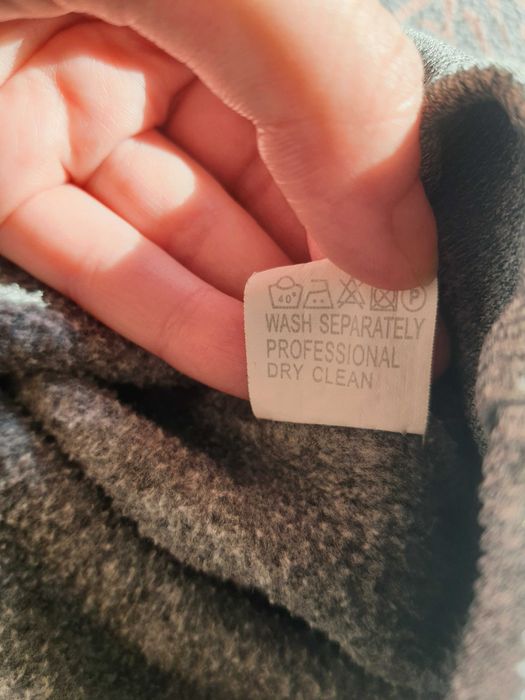 40° P
WASH SEPARATELY
PROFESSIONAL
DRY CLEAN